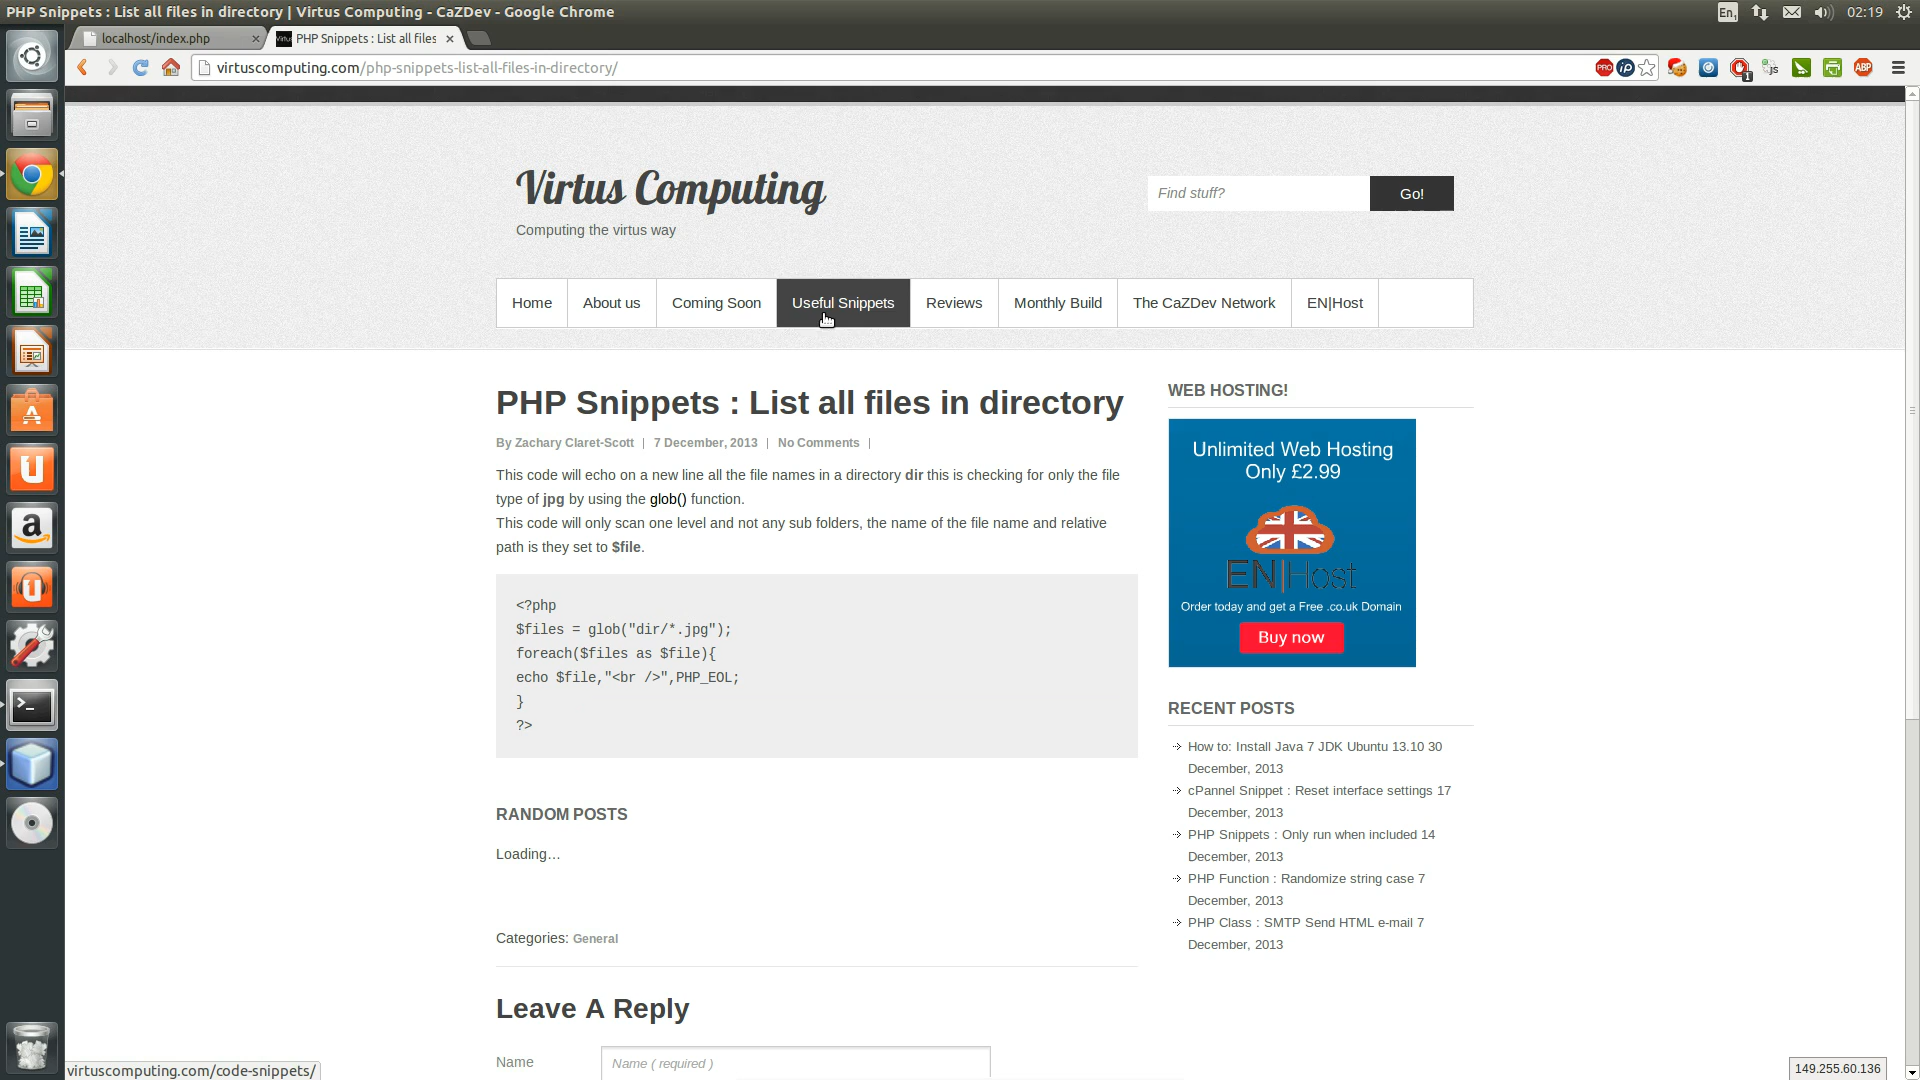 PHP Snippets : List all files in directory | Virtus Computing - CaZDev - Google Chrome
En
02:19
localhost/index.php
PHP Snippets : List all files
virtuscomputing.com/php-snippets-list-all-files-in-directory/
PRO
ip
ABP
Virtus Computing
Computing the virtus way
Find stuff?
Go!
Home
About us
Coming Soon
Useful Snippets
Reviews
Monthly Build
The CaZDev Network
EN|Host
PHP Snippets : List all files in directory
By Zachary Claret-Scott | 7 December, 2013 | No Comments |
This code will echo on a new line all the file names in a directory dir this is checking for only the file
type of jpg by using the glob() function.
This code will only scan one level and not any sub folders, the name of the file name and relative
path is they set to $file.
<?php
$files = glob("dir/*.jpg");
foreach($files as $file){
echo $file,"<br />",PHP_EOL;
}
?>
RANDOM POSTS
Loading…
Categories: General
Leave A Reply
Name
Name ( required )
WEB HOSTING!
Unlimited Web Hosting
Only £2.99
EN|Host
Order today and get a Free .co.uk Domain
Buy now
RECENT POSTS
How to: Install Java 7 JDK Ubuntu 13.10 30
December, 2013
cPannel Snippet : Reset interface settings 17
December, 2013
PHP Snippets : Only run when included 14
December, 2013
PHP Function : Randomize string case 7
December, 2013
PHP Class : SMTP Send HTML e-mail 7
December, 2013
virtuscomputing.com/code-snippets/
149.255.60.136